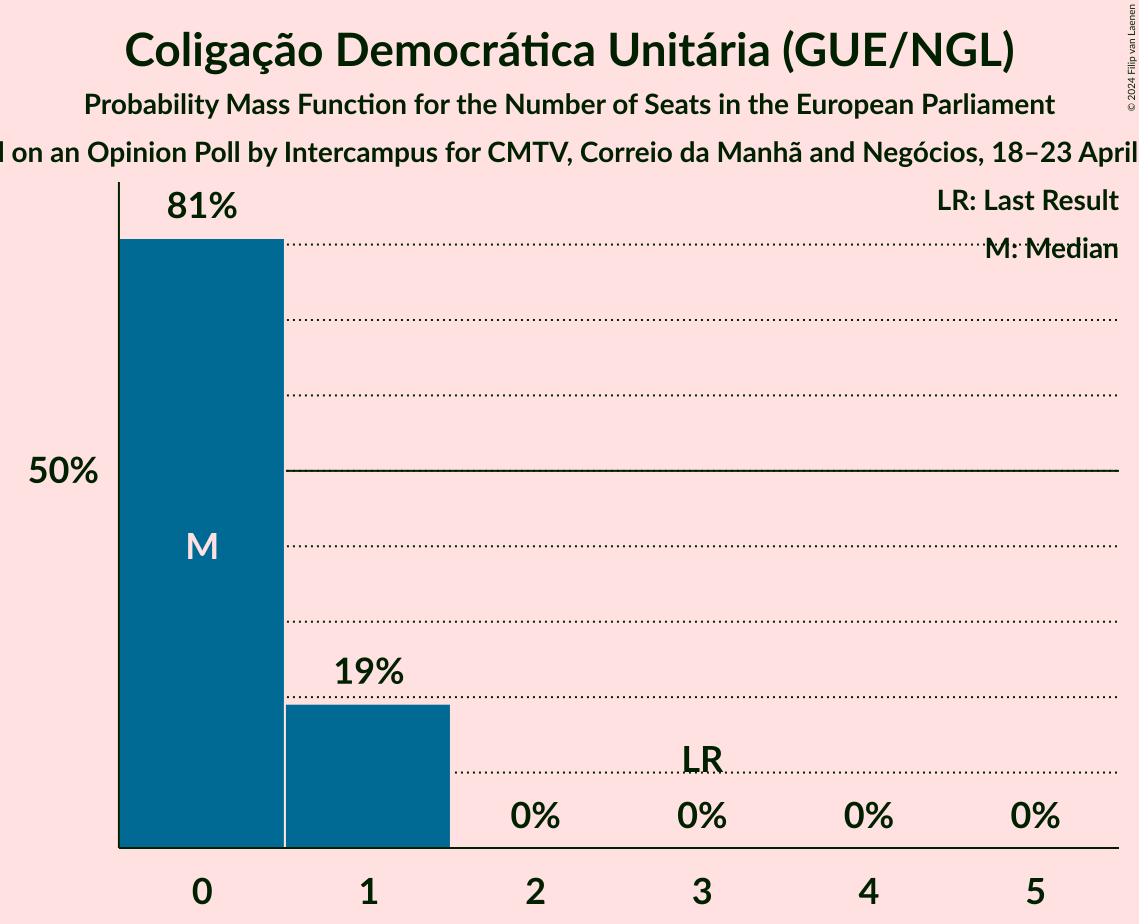 Coligação Democrática Unitária (GUE/NGL)
Probability Mass Function for the Number of Seats in the European Parliament
on an Opinion Poll by Intercampus for CMTV, Correio da Manhã and Negócios, 18–23 April
© 2024 Filip van Laenen
LR: Last Result
M: Median
81%
50%
M
19%
LR
0% 0% 0% 0%
0 1 2 3 4 5